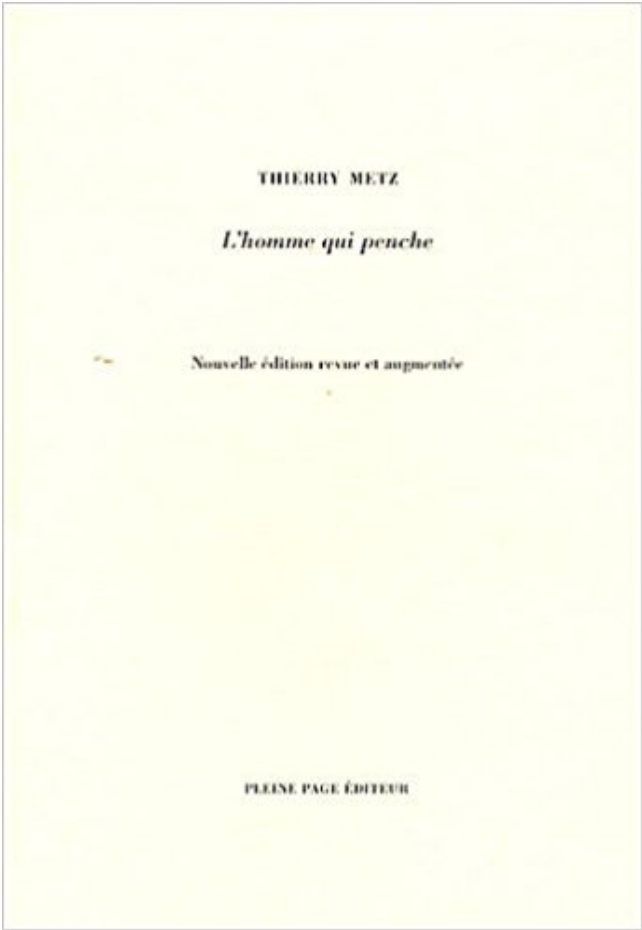 THIERRY METZ
L'homme qui penche
Nouvelle édition revue et augmentée
PLEINE PAGE ÉDITEUR